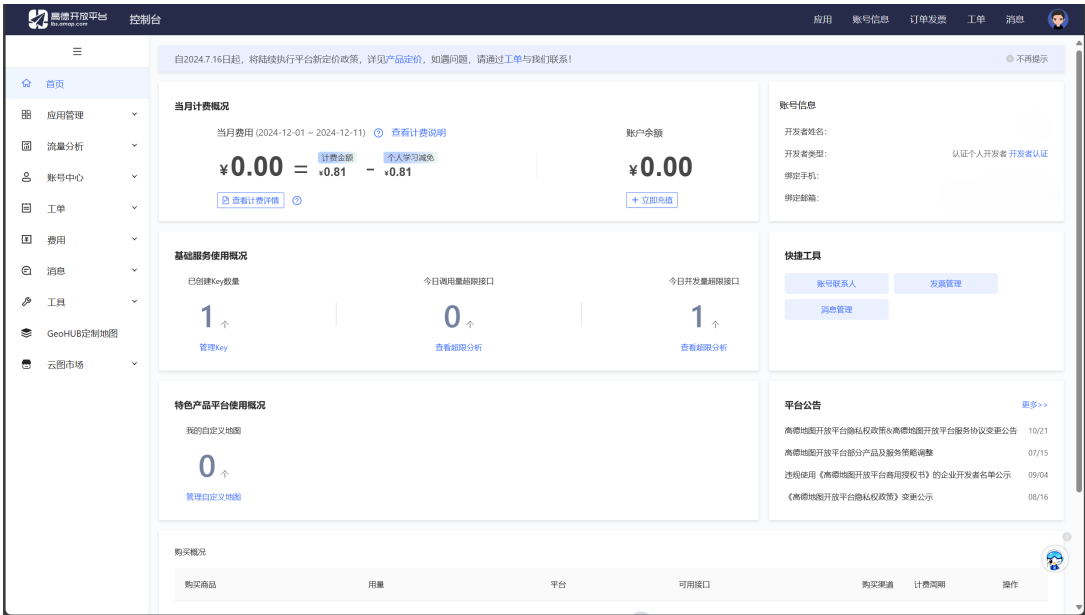 高德开放平台 控制台 应用 账号信息 订单发票 工单 消息
lbs.amap.com
自2024.7.16日起，将陆续执行平台新定价政策，详见产品定价，如遇问题，请通过工单与我们联系！ 不再提示
首页
应用管理
流量分析
账号中心
工单
费用
消息
工具
GeoHUB定制地图
云图市场
当月计费概况
当月费用 (2024-12-01 ~ 2024-12-11) 查看计费说明 账户余额
计费金额 个人学习减免
¥0.00 = ¥0.81 - ¥0.81 ¥0.00
查看计费详情 + 立即充值
账号信息
开发者姓名：
开发者类型： 认证个人开发者 开发者认证
绑定手机：
绑定邮箱：
基础服务使用概况
已创建Key数量 今日调用量超限接口 今日并发量超限接口
1 个 0 个 1 个
管理Key 查看超限分析 查看超限分析
快捷工具
账号联系人 发票管理
消息管理
特色产品平台使用概况
我的自定义地图
0 个
管理自定义地图
平台公告 更多>>
高德地图开放平台隐私权政策&高德地图开放平台服务协议变更公告 10/21
高德地图开放平台部分产品及服务策略调整 07/15
违规使用《高德地图开放平台商用授权书》的企业开发者名单公示 09/04
《高德地图开放平台隐私权政策》变更公示 08/16
购买概况
购买商品 用量 平台 可用接口 购买渠道 计费周期 操作